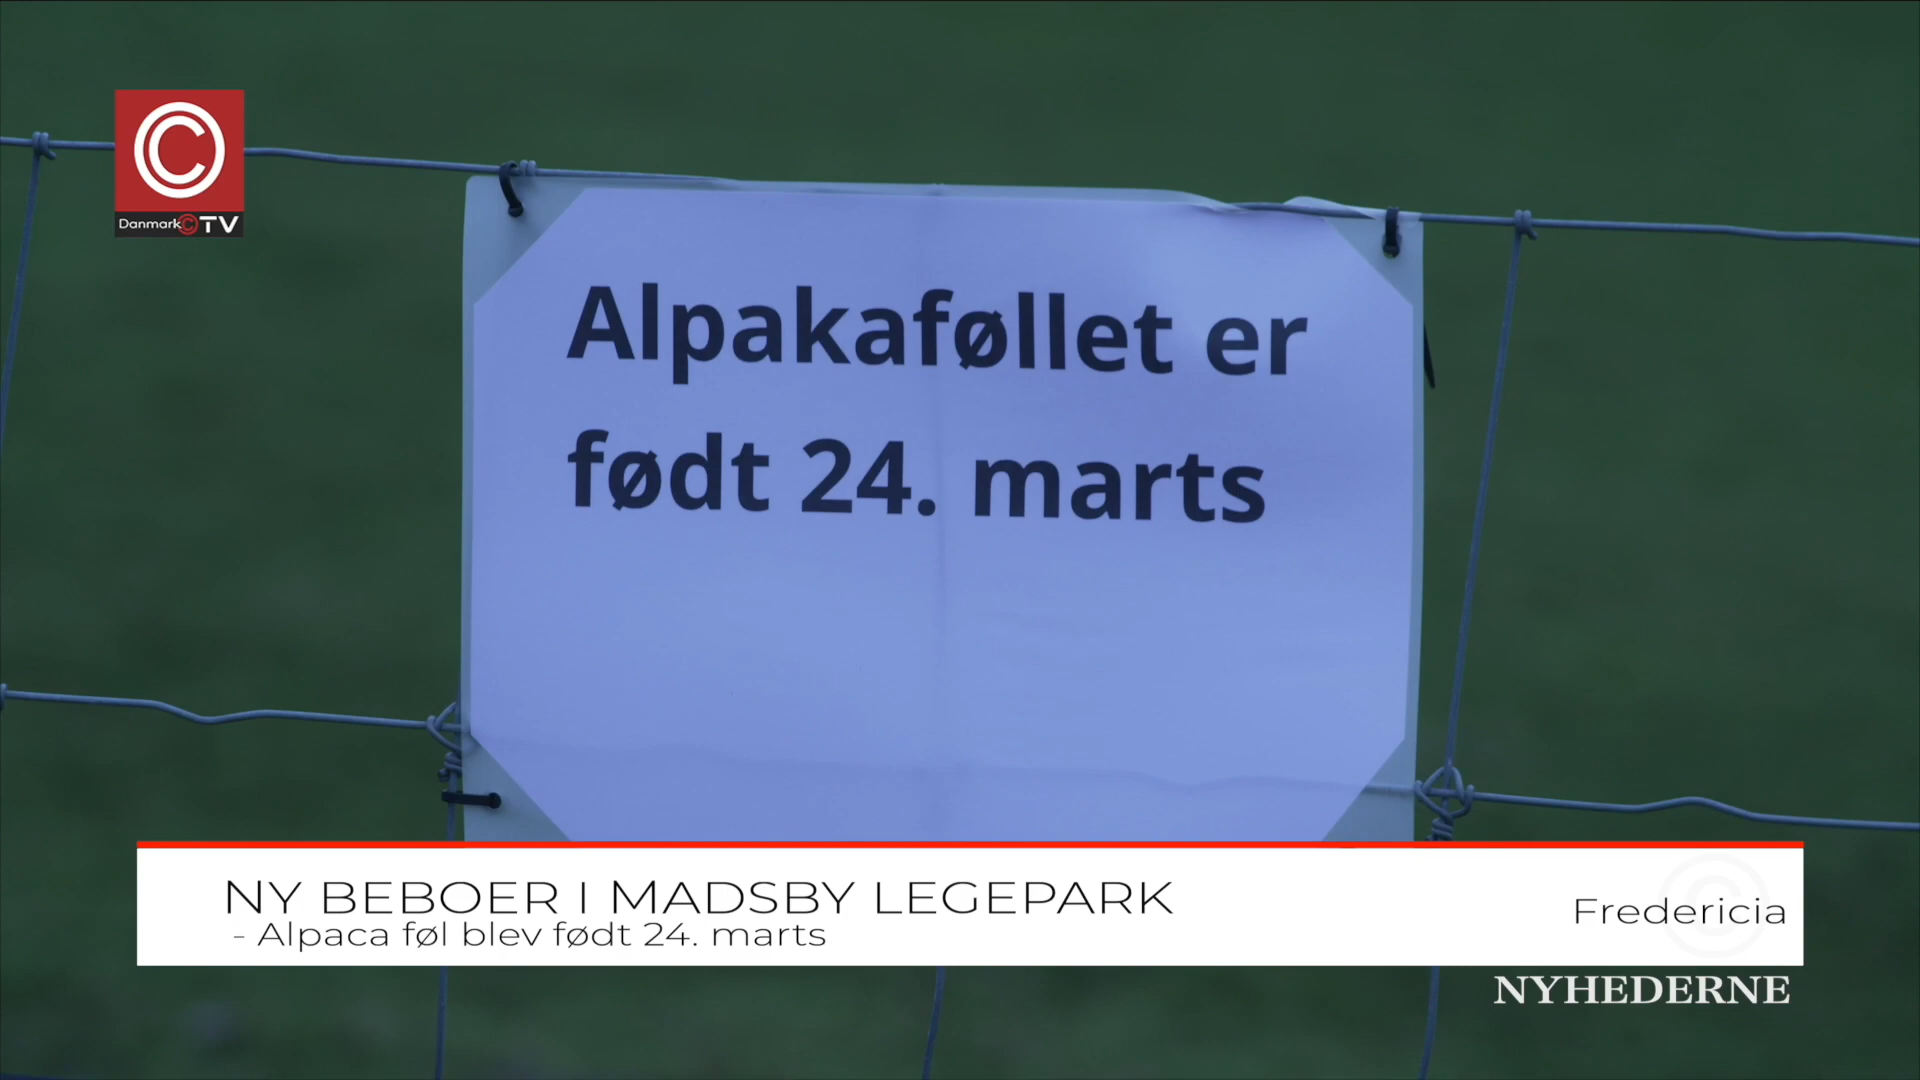 ©
Danmark©TV
Alpakaføllet er
født 24. marts
NY BEBOER I MADSBY LEGEPARK
- Alpaca føl blev født 24. marts
Fredericia
NYHEDERNE